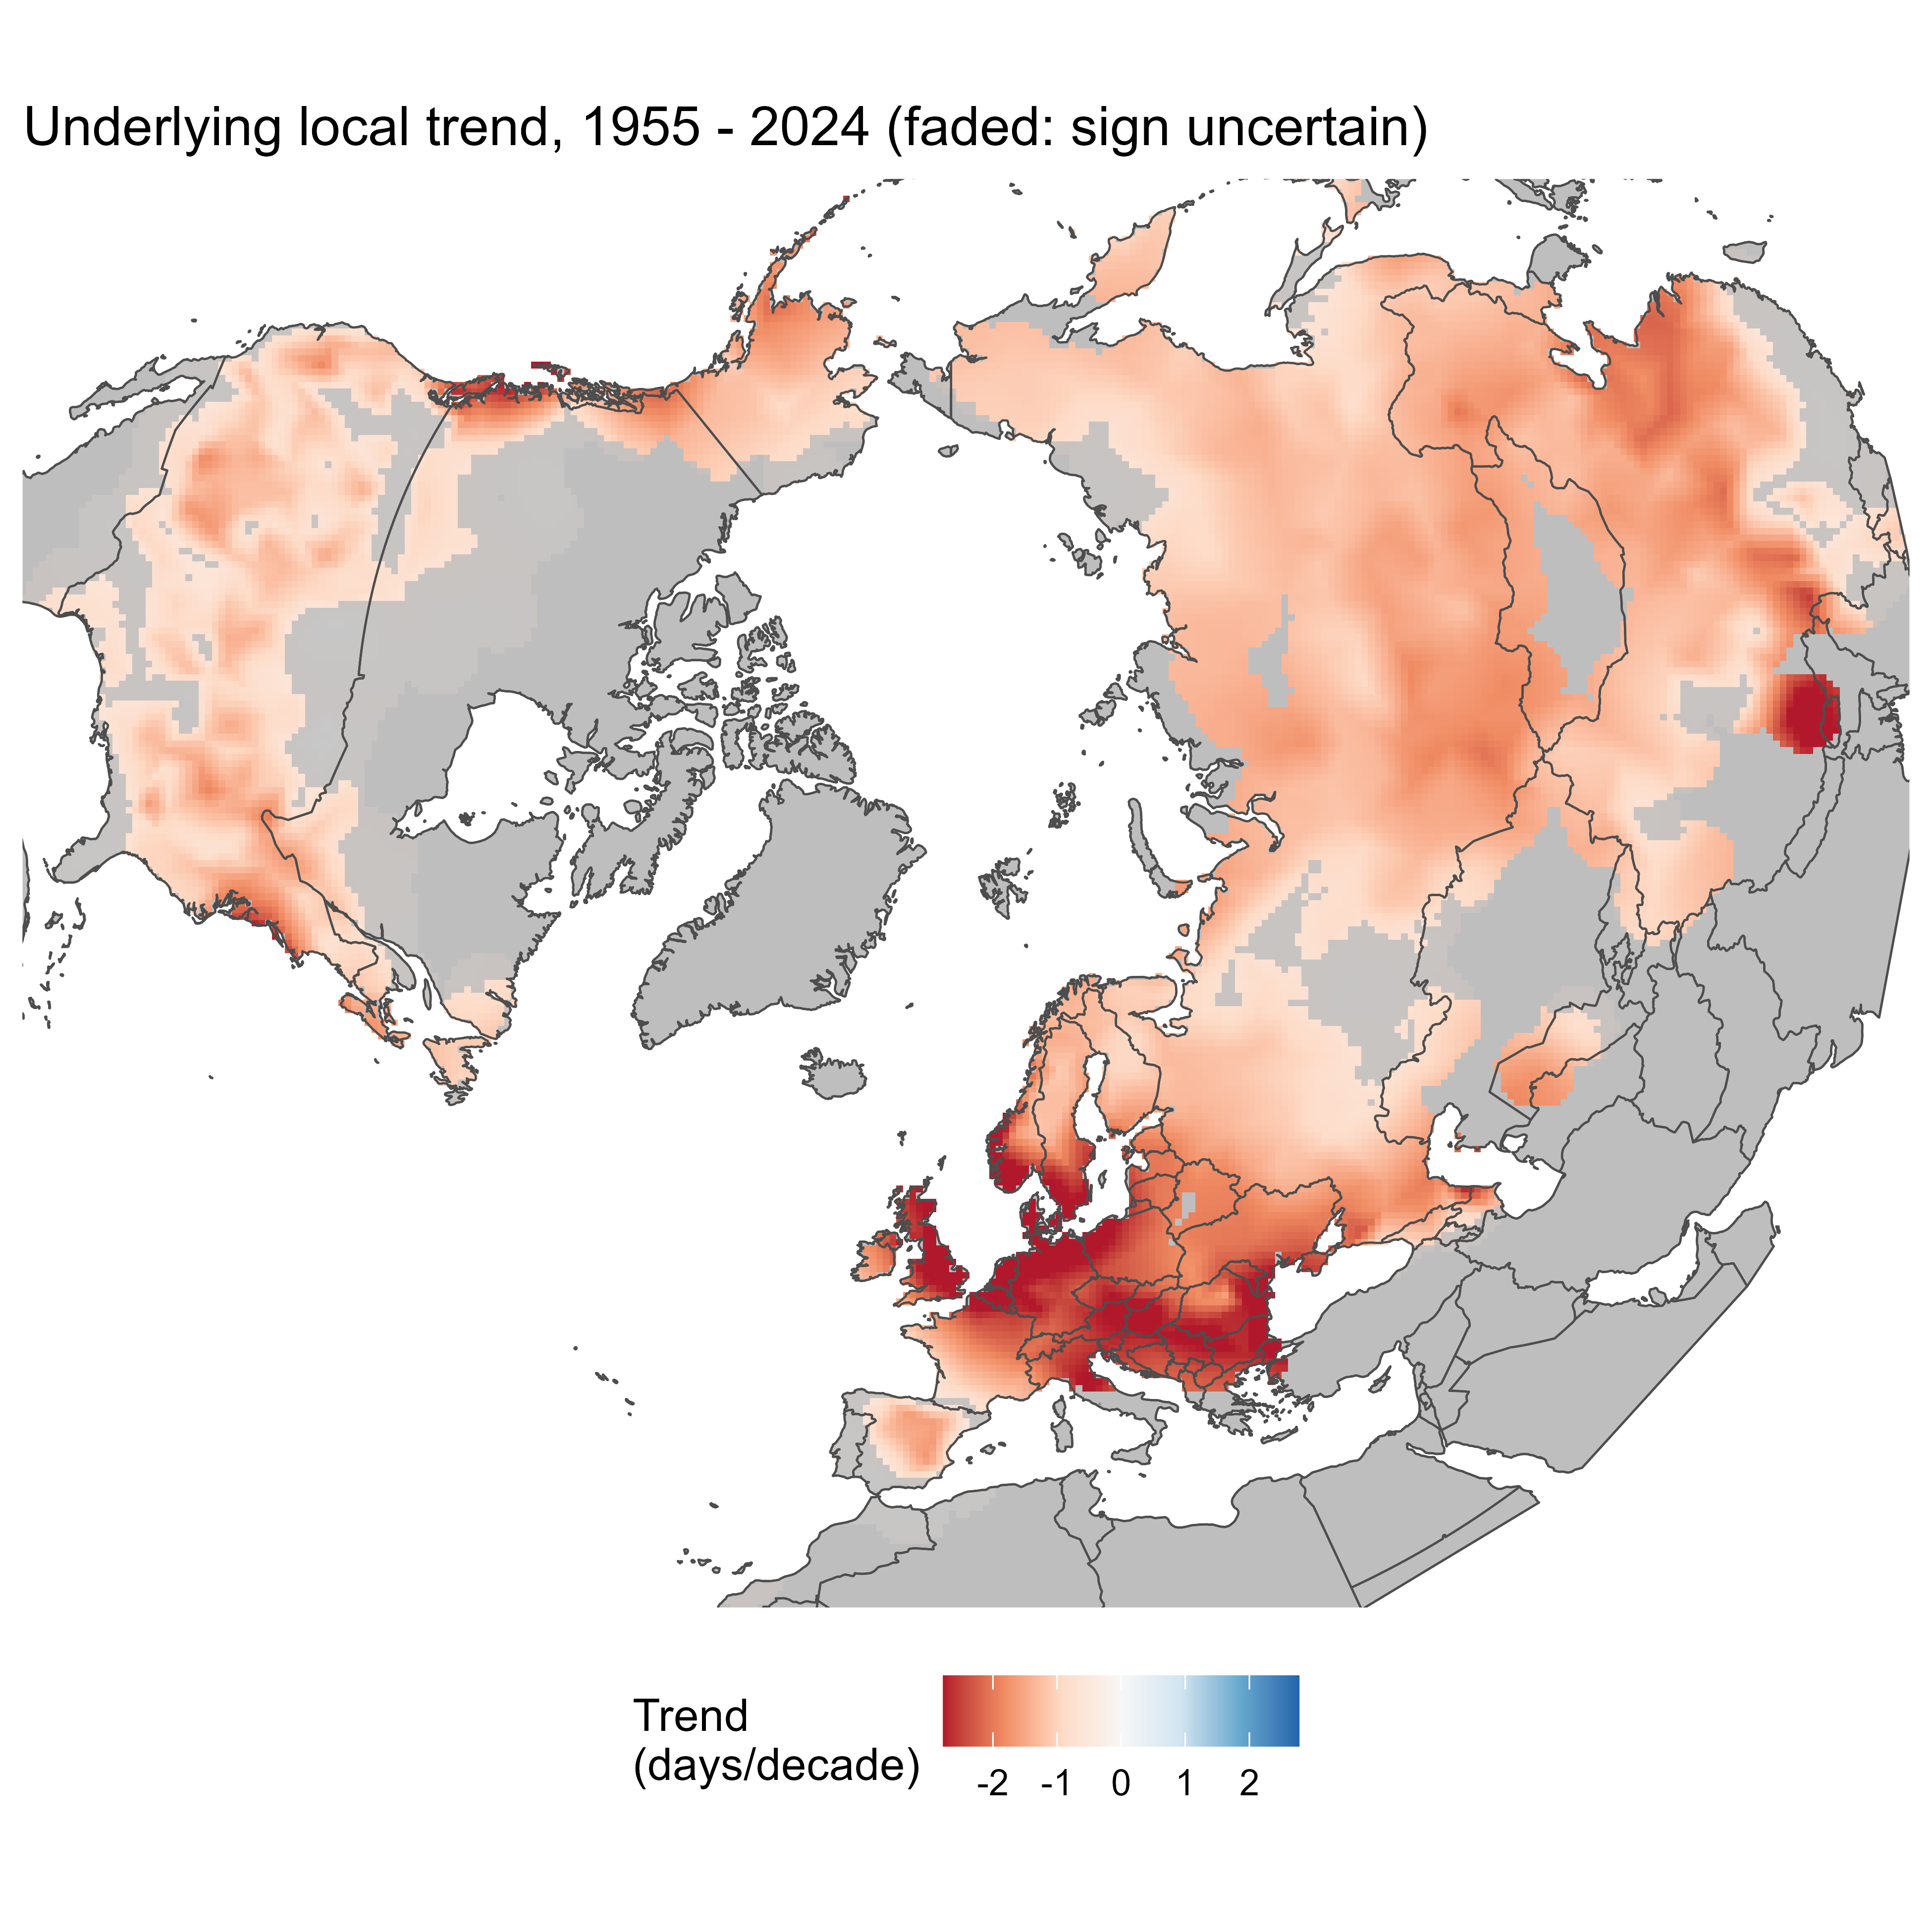 Underlying local trend, 1955 - 2024 (faded: sign uncertain)
Trend
(days/decade)
-2 -1 0 1 2